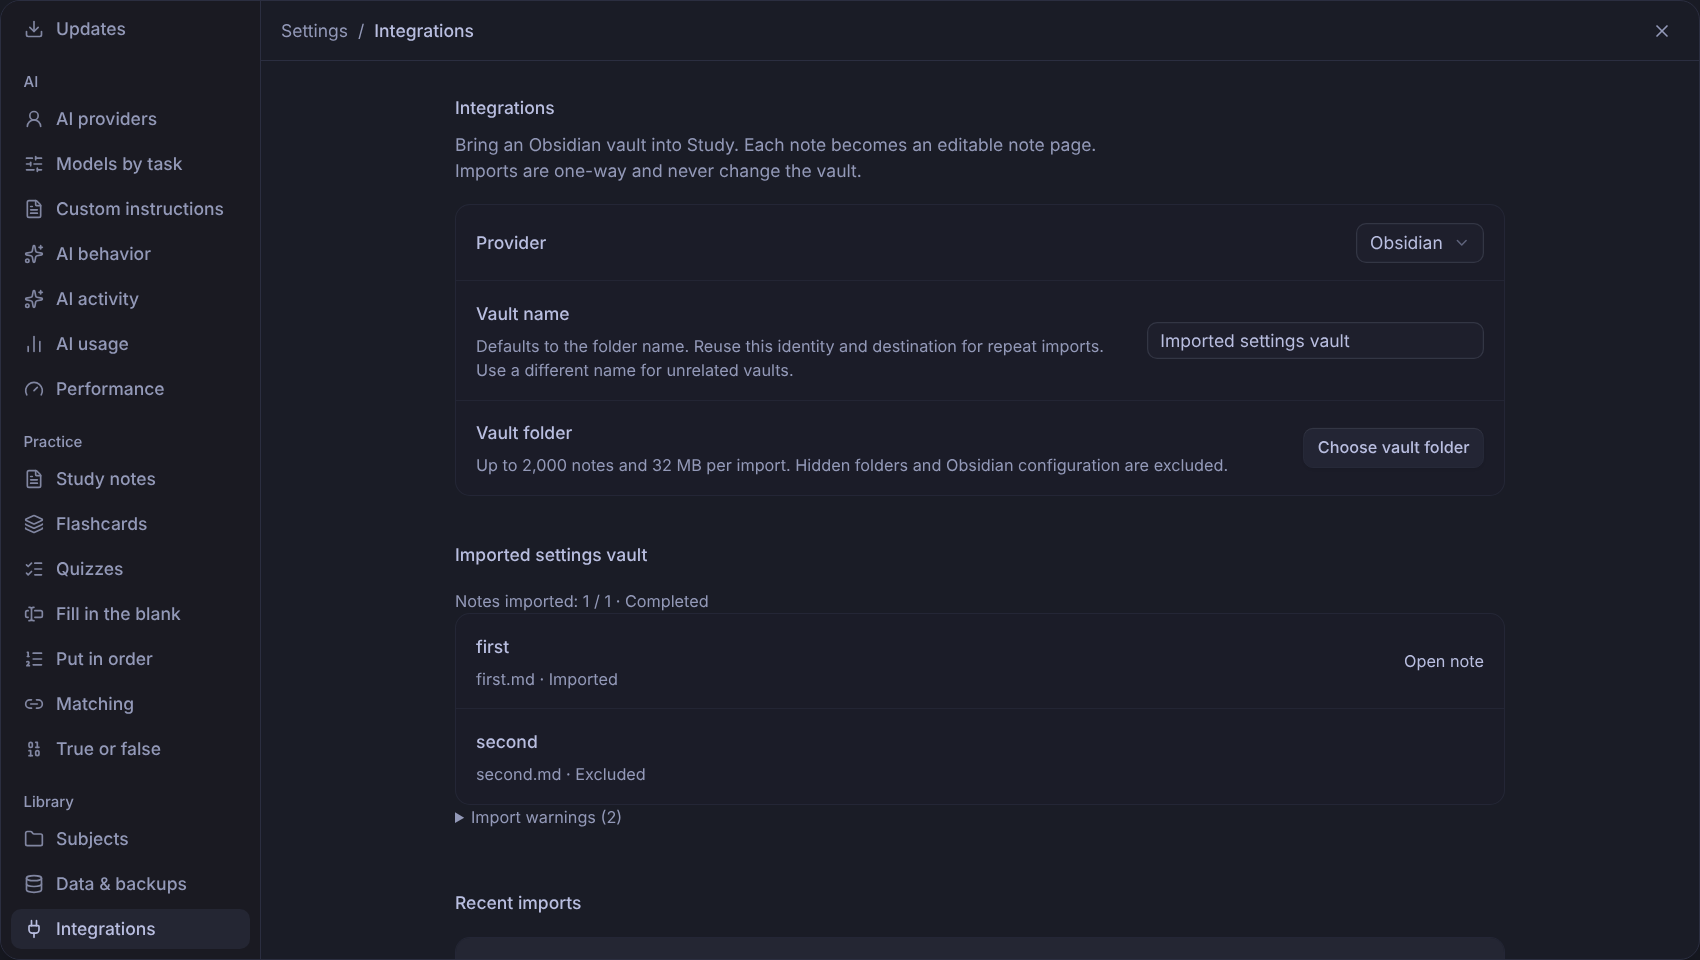 Updates
AI
AI providers
Models by task
Custom instructions
AI behavior
AI activity
AI usage
Performance
Practice
Study notes
Flashcards
Quizzes
Fill in the blank
Put in order
Matching
True or false
Library
Subjects
Data & backups
Integrations
Settings / Integrations
Integrations
Bring an Obsidian vault into Study. Each note becomes an editable note page.
Imports are one-way and never change the vault.
Provider
Obsidian
Vault name
Defaults to the folder name. Reuse this identity and destination for repeat imports.
Use a different name for unrelated vaults.
Imported settings vault
Vault folder
Up to 2,000 notes and 32 MB per import. Hidden folders and Obsidian configuration are excluded.
Choose vault folder
Imported settings vault
Notes imported: 1 / 1 · Completed
first
first.md · Imported
Open note
second
second.md · Excluded
Import warnings (2)
Recent imports